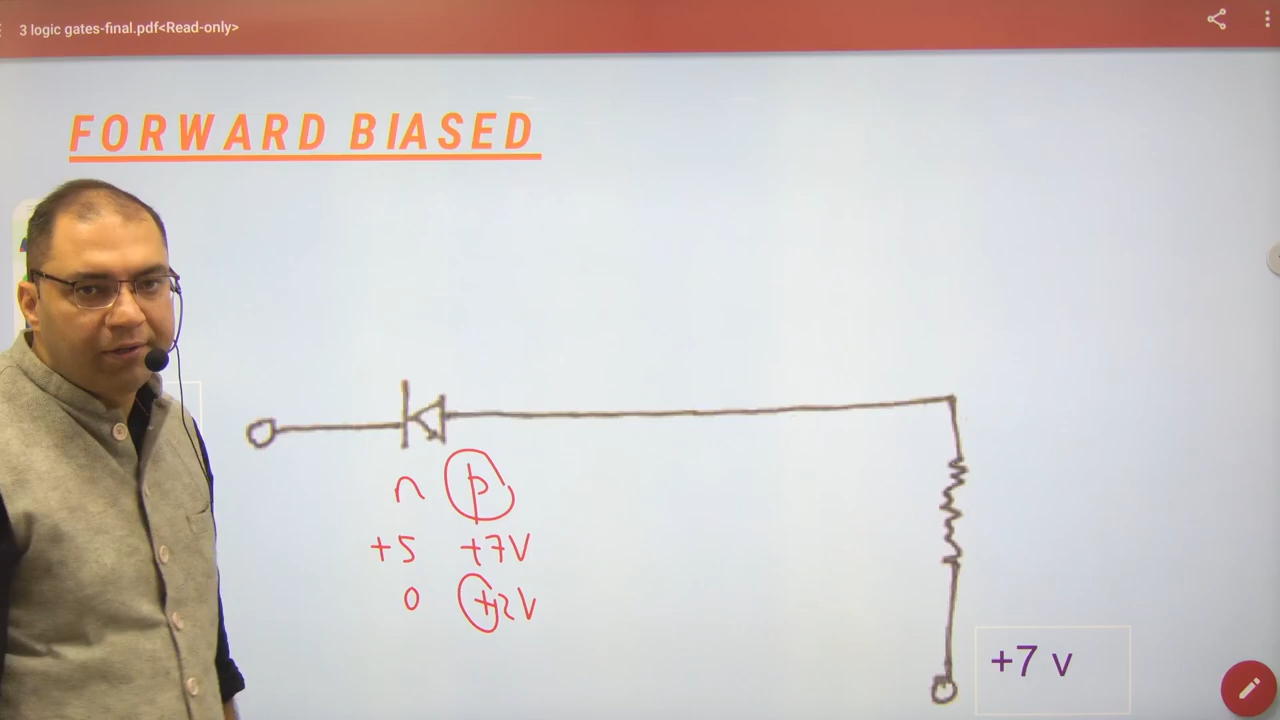 3 logic gates-final.pdf<Read-only>
FORWARD BIASED
n p
+5 +7V
0 +2V
+7 v